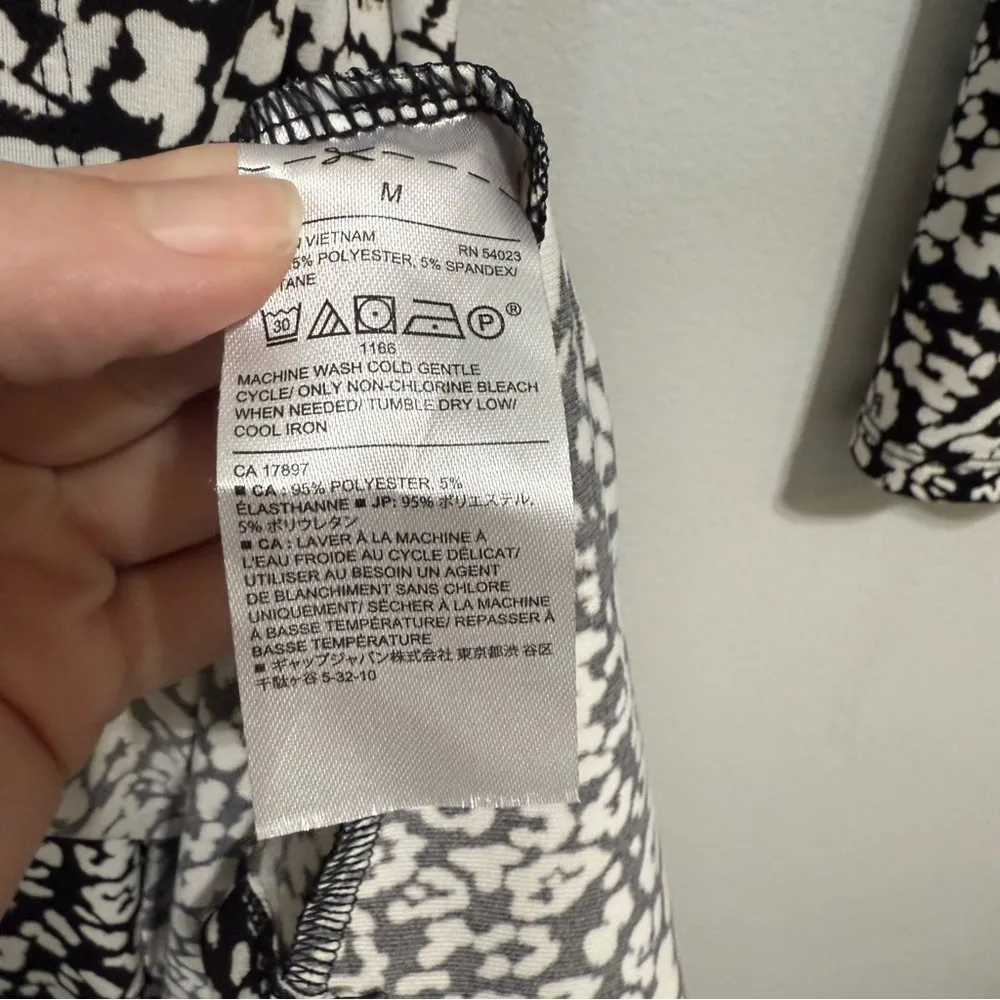 M
VIETNAM
RN 54023
5% POLYESTER, 5% SPANDEX/
TANE
30 P ®
1166
MACHINE WASH COLD GENTLE
CYCLE/ ONLY NON-CHLORINE BLEACH
WHEN NEEDED/ TUMBLE DRY LOW/
COOL IRON
CA 17897
■ CA : 95% POLYESTER, 5%
ÉLASTHANNE ■ JP: 95% ポリエステル,
5% ポリウレタン
■ CA : LAVER À LA MACHINE À
L'EAU FROIDE AU CYCLE DÉLICAT/
UTILISER AU BESOIN UN AGENT
DE BLANCHIMENT SANS CHLORE
UNIQUEMENT/ SÉCHER À LA MACHINE
À BASSE TEMPÉRATURE/ REPASSER À
BASSE TEMPÉRATURE
■ ギャップジャパン株式会社 東京都渋 谷区
千駄ヶ谷 5-32-10